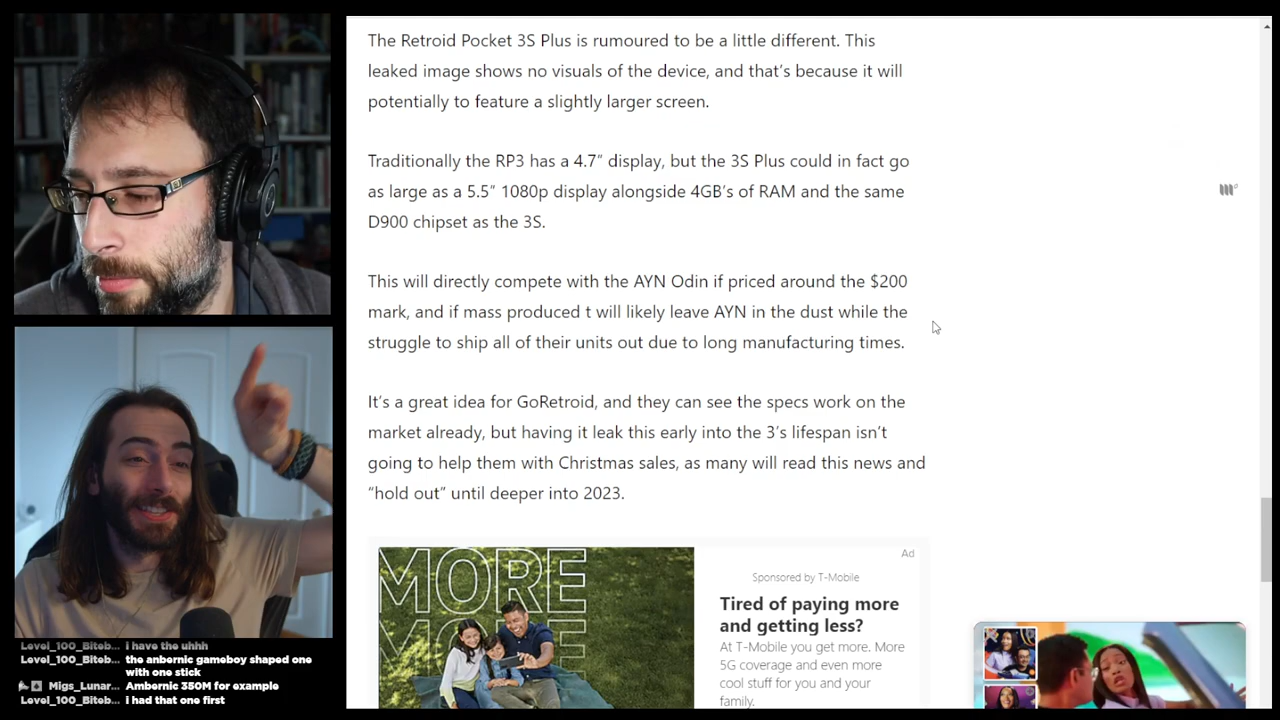 The Retroid Pocket 3S Plus is rumoured to be a little different. This
leaked image shows no visuals of the device, and that's because it will
potentially to feature a slightly larger screen.
Traditionally the RP3 has a 4.7” display, but the 3S Plus could in fact go
as large as a 5.5” 1080p display alongside 4GB's of RAM and the same
D900 chipset as the 3S.
This will directly compete with the AYN Odin if priced around the $200
mark, and if mass produced t will likely leave AYN in the dust while the
struggle to ship all of their units out due to long manufacturing times.
It's a great idea for GoRetroid, and they can see the specs work on the
market already, but having it leak this early into the 3's lifespan isn't
going to help them with Christmas sales, as many will read this news and
“hold out” until deeper into 2023.
MORE
MORE
Ad
Sponsored by T-Mobile
Tired of paying more
and getting less?
At T-Mobile you get more. More
5G coverage and even more
cool stuff for you and your
family.
Level_100_Biteb... i have the uhhh
Level_100_Biteb... the anbernic gameboy shaped one
with one stick
Migs_Lunar... Ambernic 350M for example
Level_100_Biteb... i had that one first